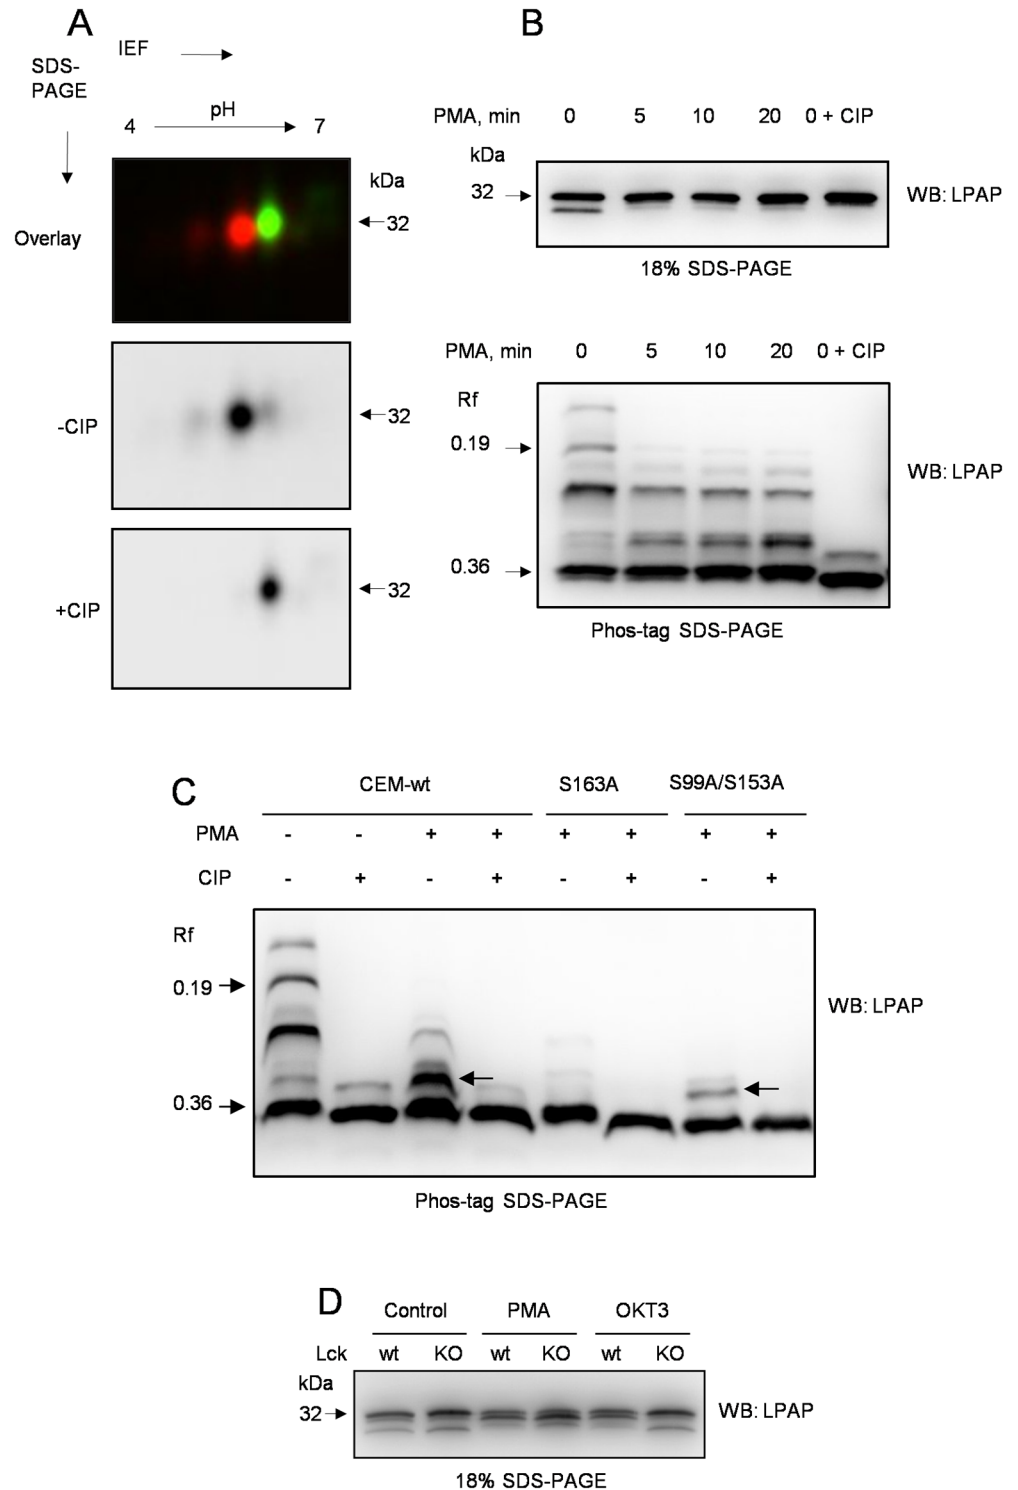 A
IEF
SDS-
PAGE
pH
4 7
kDa
32
Overlay
-CIP
32
+CIP
32
B
PMA, min 0 5 10 20 0 + CIP
kDa
32
WB: LPAP
18% SDS-PAGE
PMA, min 0 5 10 20 0 + CIP
Rf
0.19
WB: LPAP
0.36
Phos-tag SDS-PAGE
C
CEM-wt S163A S99A/S153A
PMA - - + + + + + +
CIP - + - + - + - +
Rf
0.19
WB: LPAP
0.36
Phos-tag SDS-PAGE
D
Control PMA OKT3
Lck wt KO wt KO wt KO
kDa
32
WB: LPAP
18% SDS-PAGE